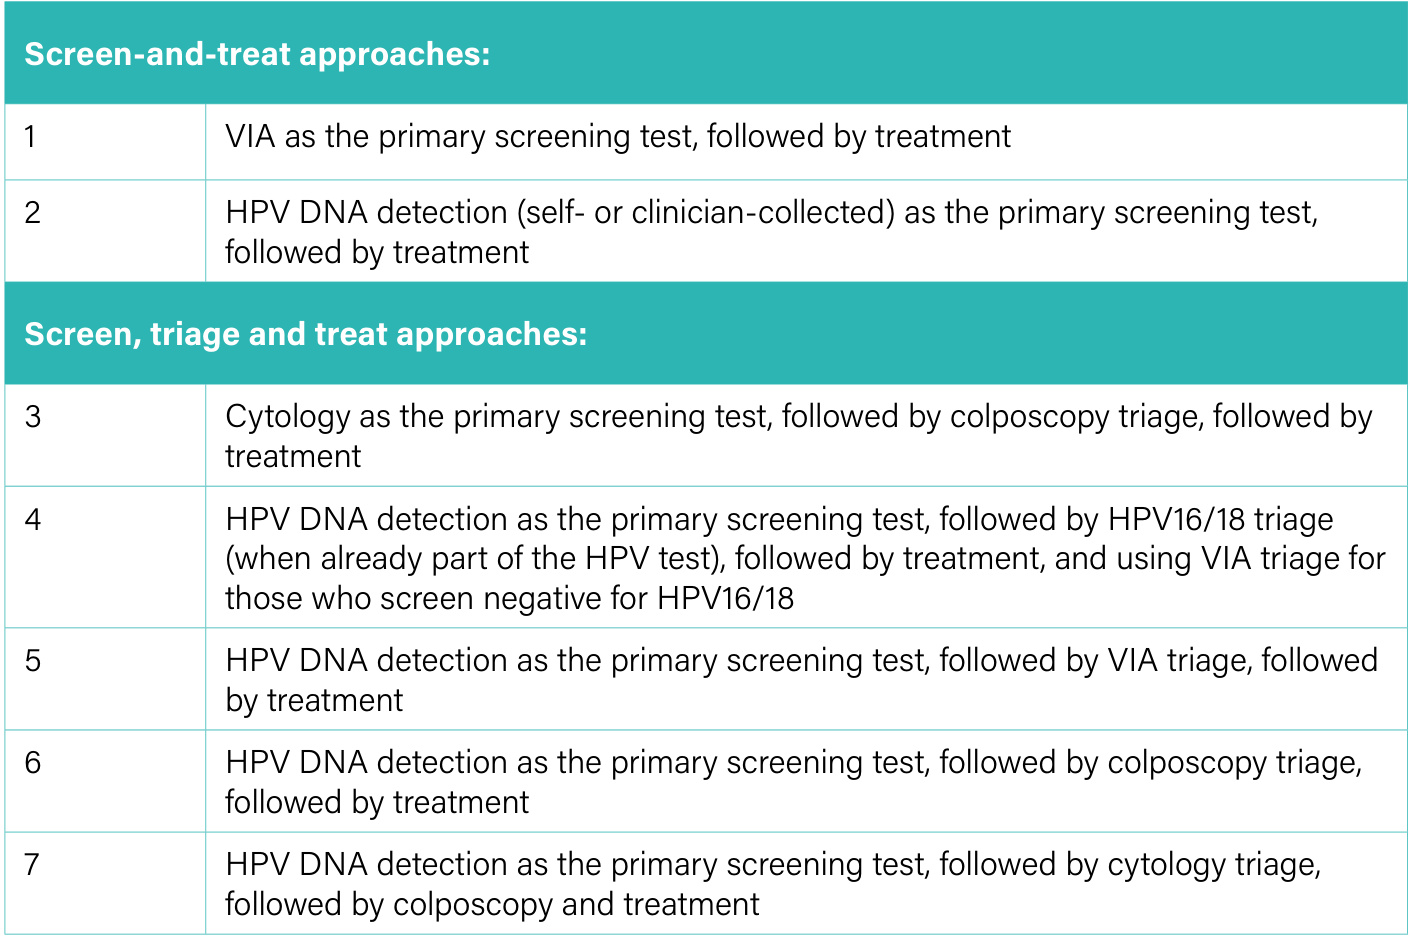 Screen-and-treat approaches:
1
VIA as the primary screening test, followed by treatment
2
HPV DNA detection (self- or clinician-collected) as the primary screening test,
followed by treatment
Screen, triage and treat approaches:
3
Cytology as the primary screening test, followed by colposcopy triage, followed by
treatment
4
HPV DNA detection as the primary screening test, followed by HPV16/18 triage
(when already part of the HPV test), followed by treatment, and using VIA triage for
those who screen negative for HPV16/18
5
HPV DNA detection as the primary screening test, followed by VIA triage, followed
by treatment
6
HPV DNA detection as the primary screening test, followed by colposcopy triage,
followed by treatment
7
HPV DNA detection as the primary screening test, followed by cytology triage,
followed by colposcopy and treatment